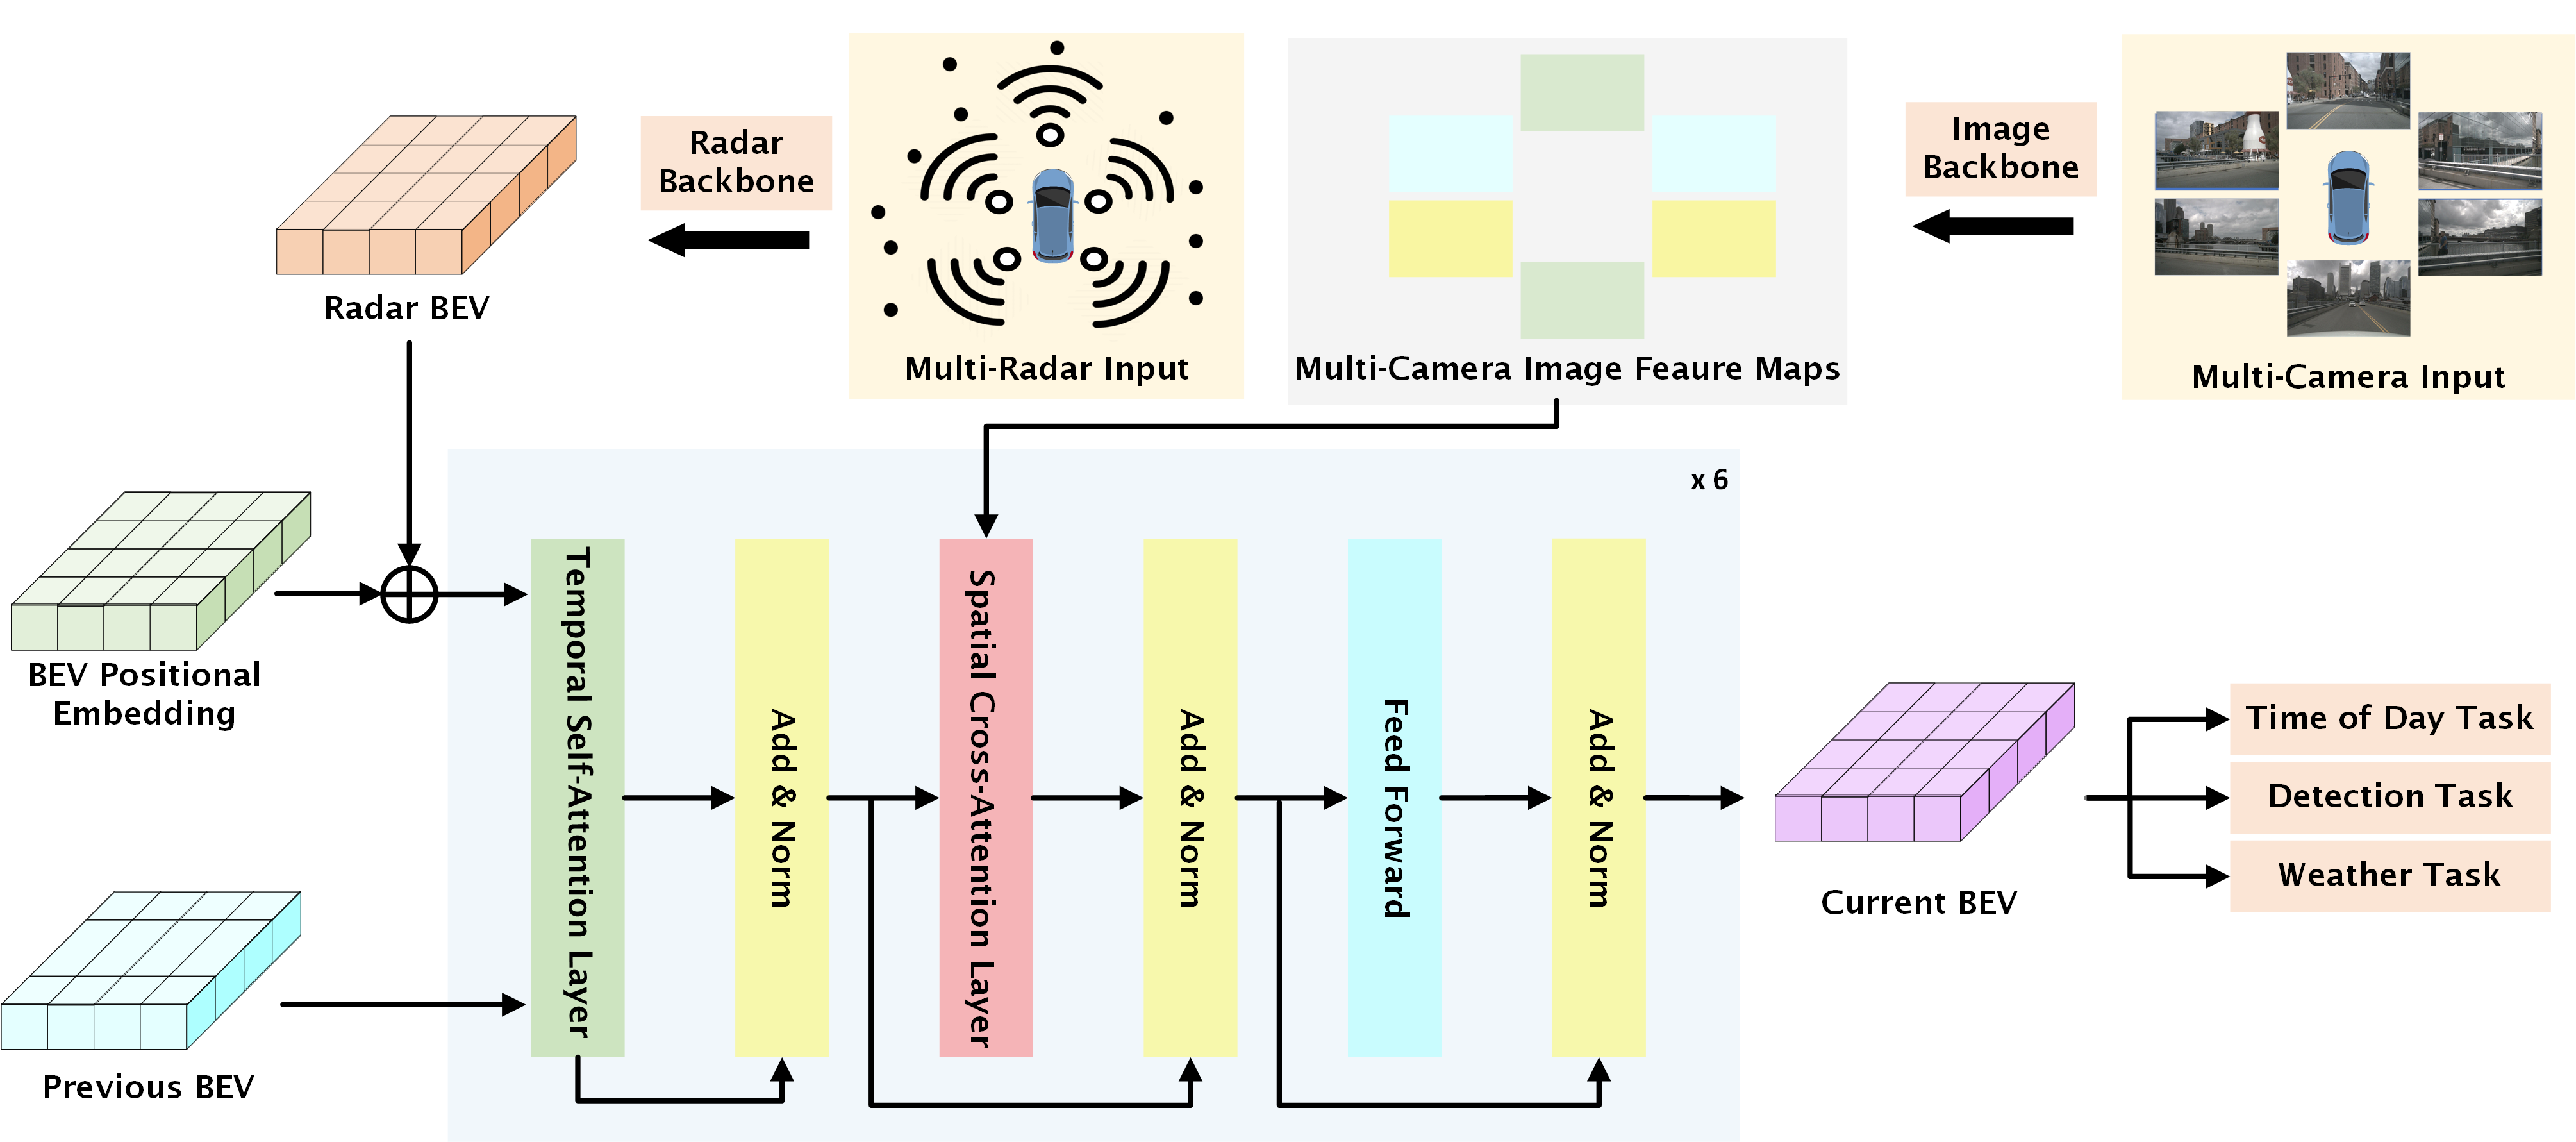 Radar
Backbone
Image
Backbone
Radar BEV
Multi-Radar Input
Multi-Camera Image Feaure Maps
Multi-Camera Input
x 6
BEV Positional
Embedding
Previous BEV
Temporal Self-Attention Layer
Add & Norm
Spatial Cross-Attention Layer
Add & Norm
Feed Forward
Add & Norm
Current BEV
Time of Day Task
Detection Task
Weather Task